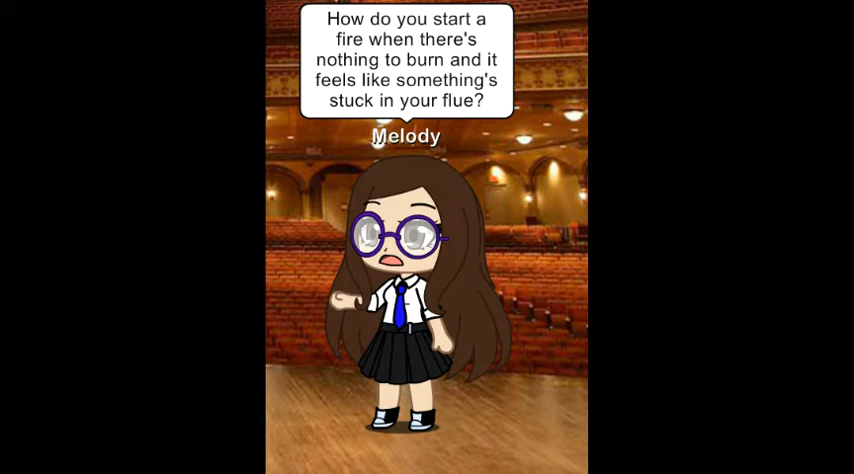 How do you start a
fire when there's
nothing to burn and it
feels like something's
stuck in your flue?
Melody